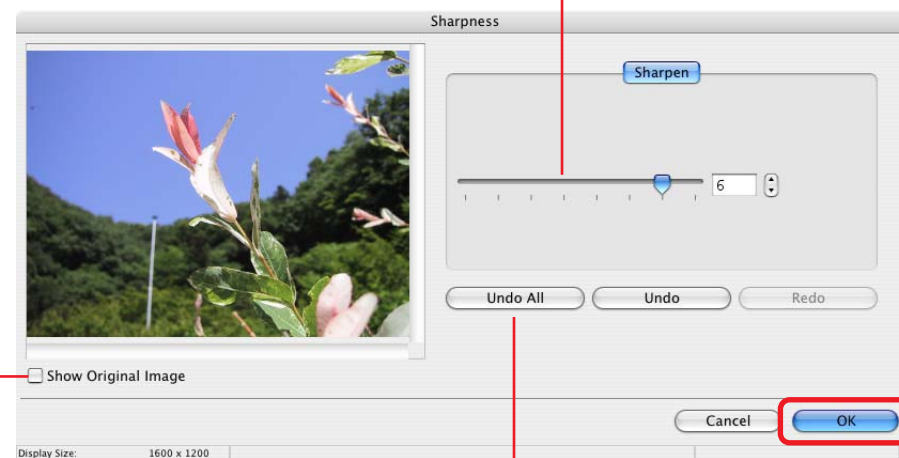 Sharpness
Sharpen
6
Undo All Undo Redo
Show Original Image
Cancel OK
Display Size: 1600 x 1200